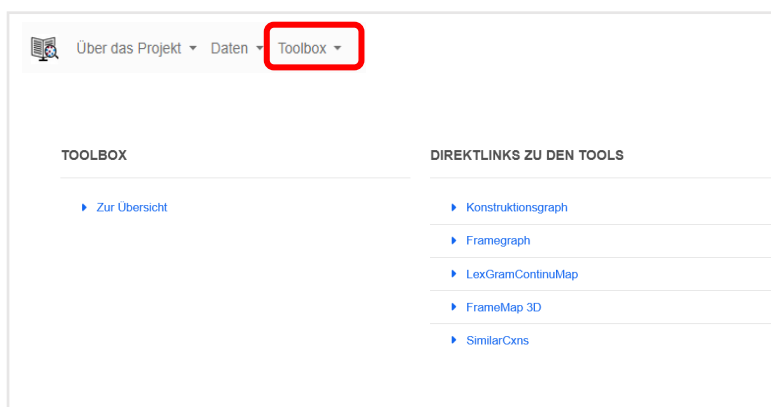 Über das Projekt Daten Toolbox
TOOLBOX
Zur Übersicht
DIREKTLINKS ZU DEN TOOLS
Konstruktionsgraph
Framegraph
LexGramContinuMap
FrameMap 3D
SimilarCxns